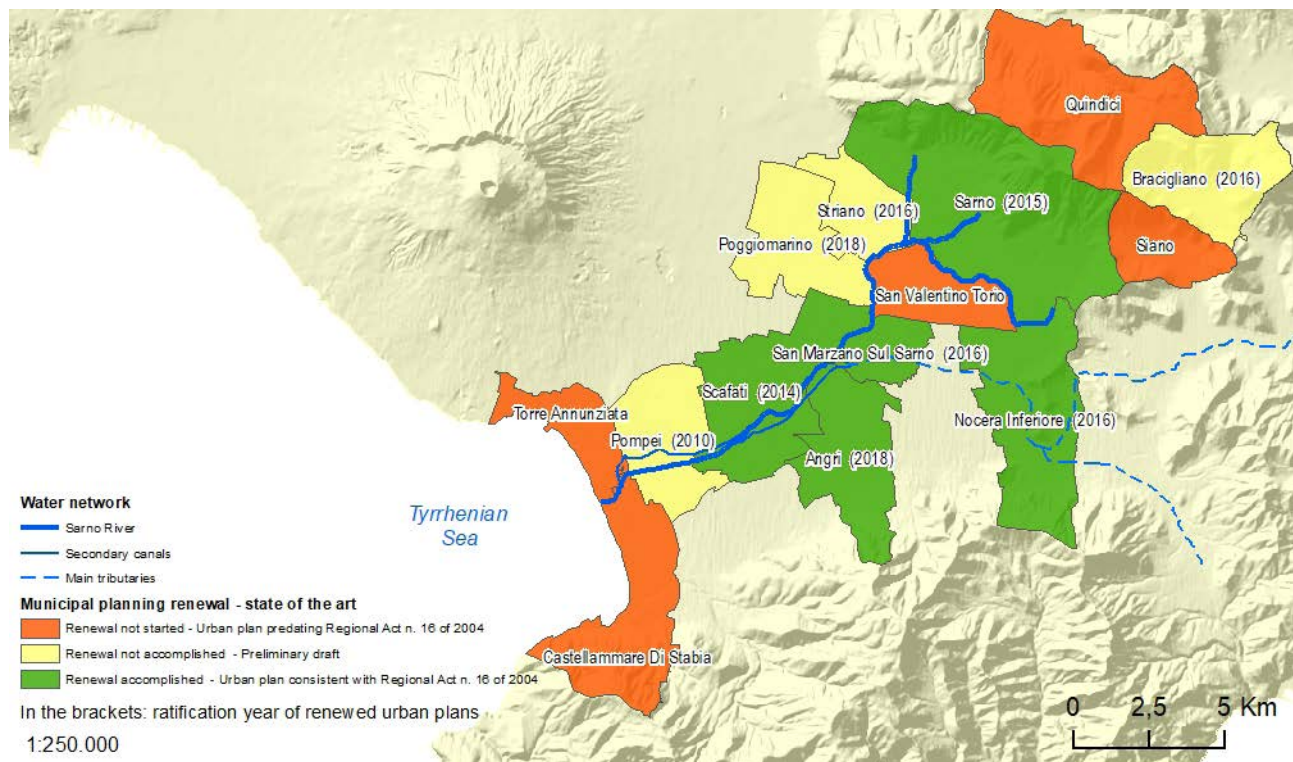 Quindici
Bracigliano (2016)
Striano (2016)
Sarno (2015)
Poggiomarino (2018)
Siano
San Valentino Torio
San Marzano Sul Sarno (2016)
Scafati (2014)
Torre Annunziata
Pompei (2010)
Nocera Inferiore (2016)
Angri (2018)
Castellammare Di Stabia
Tyrrhenian
Sea
Water network
Sarno River
Secondary canals
Main tributaries
Municipal planning renewal - state of the art
Renewal not started - Urban plan predating Regional Act n. 16 of 2004
Renewal not accomplished - Preliminary draft
Renewal accomplished - Urban plan consistent with Regional Act n. 16 of 2004
In the brackets: ratification year of renewed urban plans
1:250.000
0 2,5 5 Km